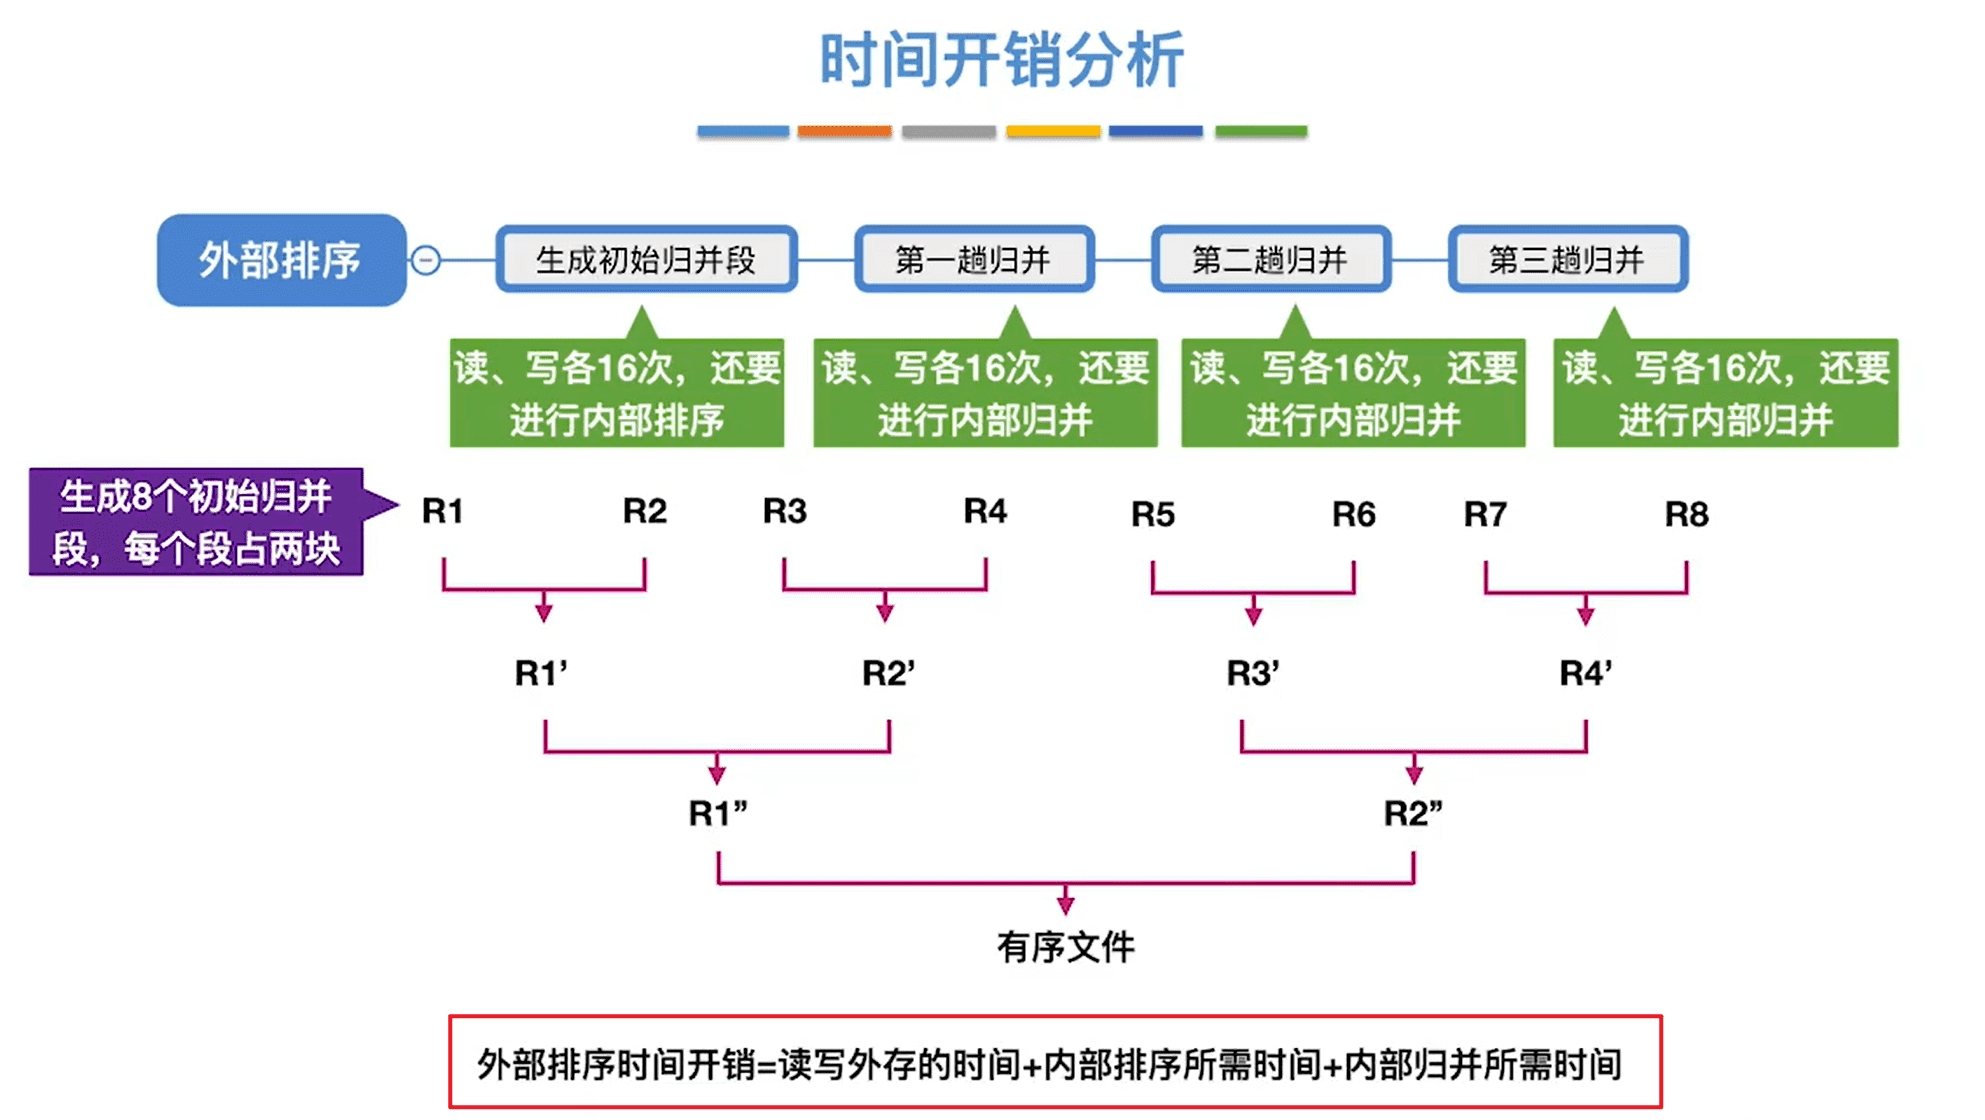 时间开销分析
外部排序
生成初始归并段
第一趟归并
第二趟归并
第三趟归并
读、写各16次，还要
进行内部排序
读、写各16次，还要
进行内部归并
读、写各16次，还要
进行内部归并
读、写各16次，还要
进行内部归并
生成8个初始归并
段，每个段占两块
R1 R2 R3 R4 R5 R6 R7 R8
R1’ R2’ R3’ R4’
R1” R2”
有序文件
外部排序时间开销=读写外存的时间+内部排序所需时间+内部归并所需时间